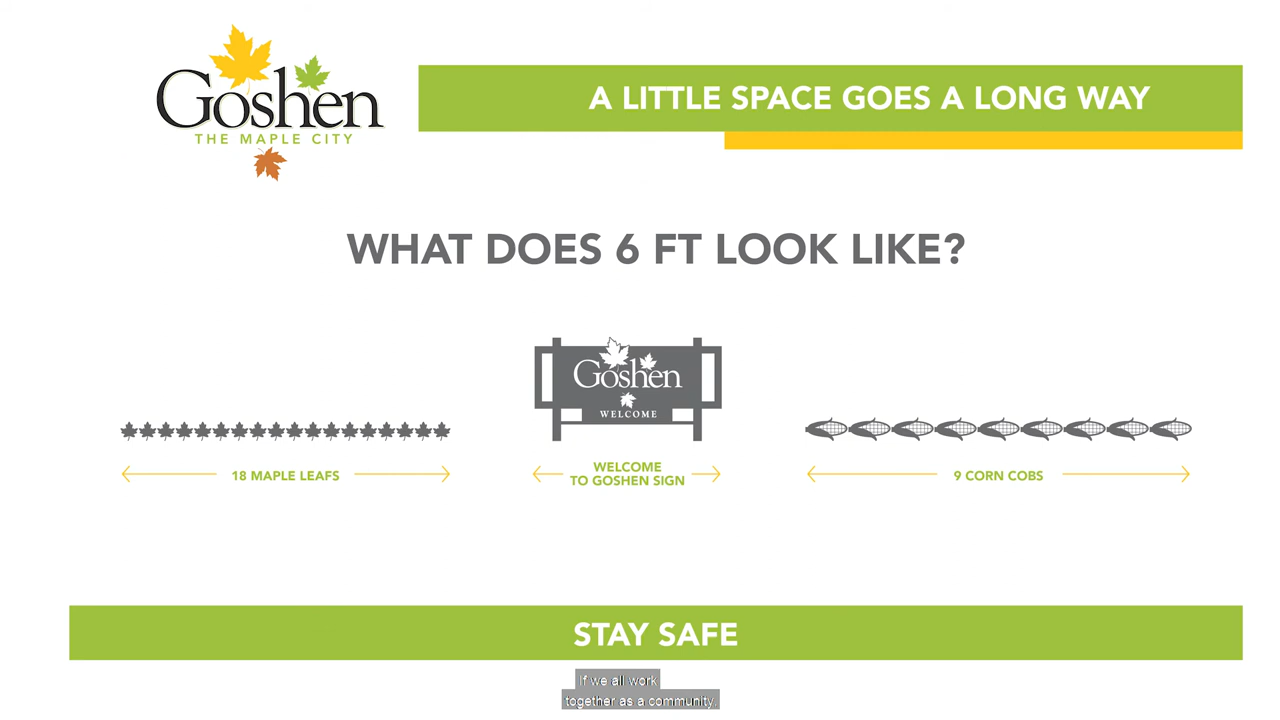 Goshen
THE MAPLE CITY
A LITTLE SPACE GOES A LONG WAY
WHAT DOES 6 FT LOOK LIKE?
Goshen
WELCOME
18 MAPLE LEAFS
WELCOME
TO GOSHEN SIGN
9 CORN COBS
STAY SAFE
If we all work
together as a community.